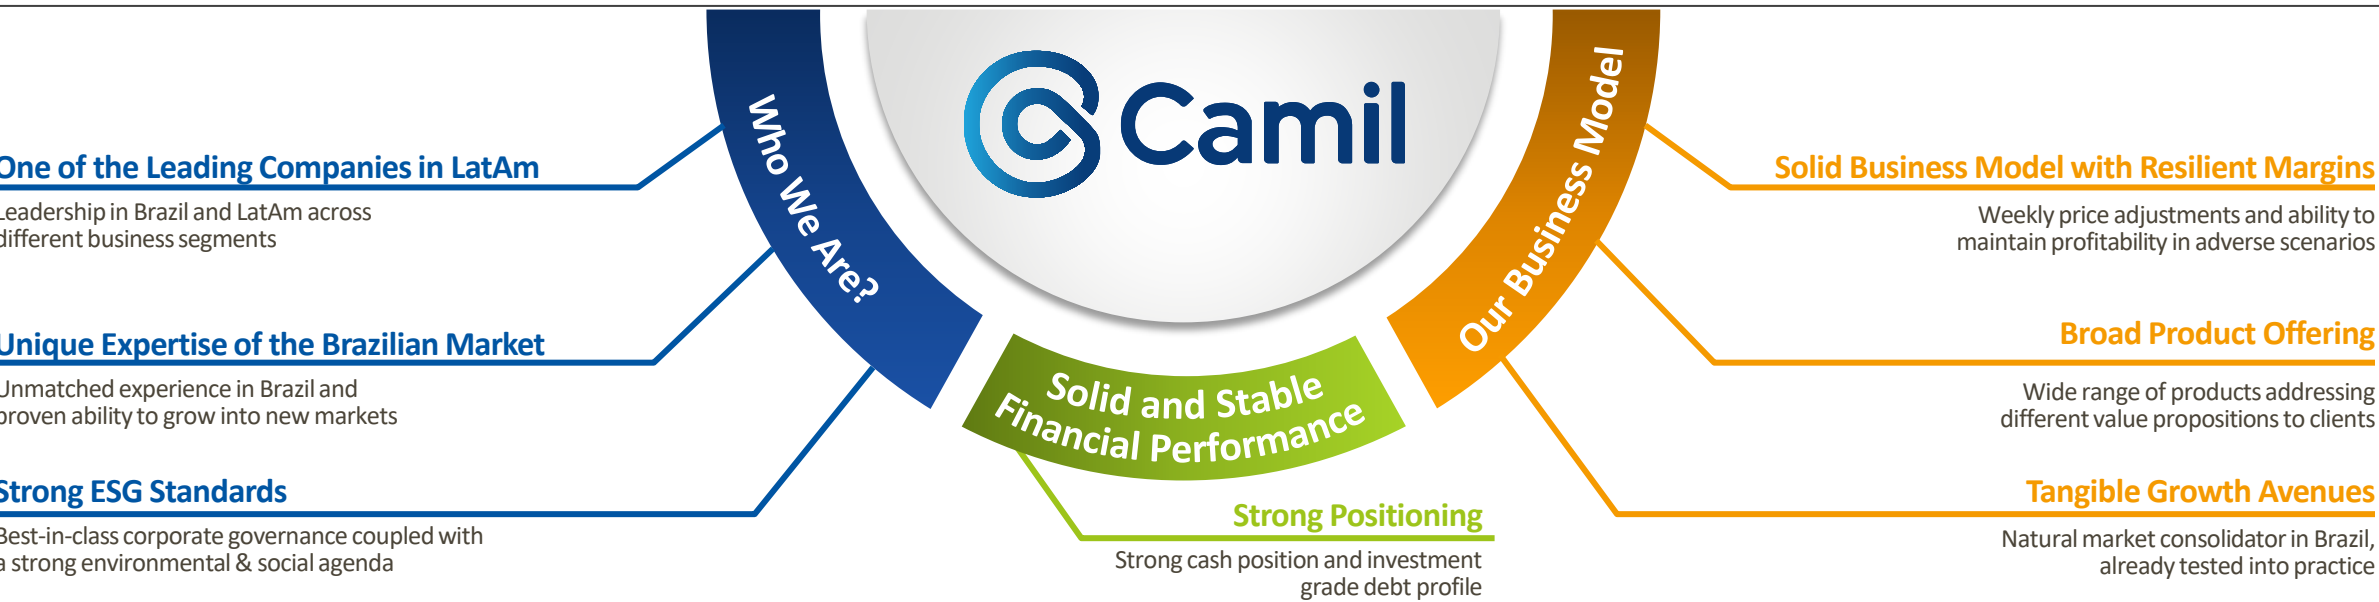 Camil
Who We Are?
One of the Leading Companies in LatAm
Leadership in Brazil and LatAm across
different business segments
Unique Expertise of the Brazilian Market
Unmatched experience in Brazil and
proven ability to grow into new markets
Strong ESG Standards
Best-in-class corporate governance coupled with
a strong environmental & social agenda
Solid and Stable
Financial Performance
Strong Positioning
Strong cash position and investment
grade debt profile
Our Business Model
Solid Business Model with Resilient Margins
Weekly price adjustments and ability to
maintain profitability in adverse scenarios
Broad Product Offering
Wide range of products addressing
different value propositions to clients
Tangible Growth Avenues
Natural market consolidator in Brazil,
already tested into practice